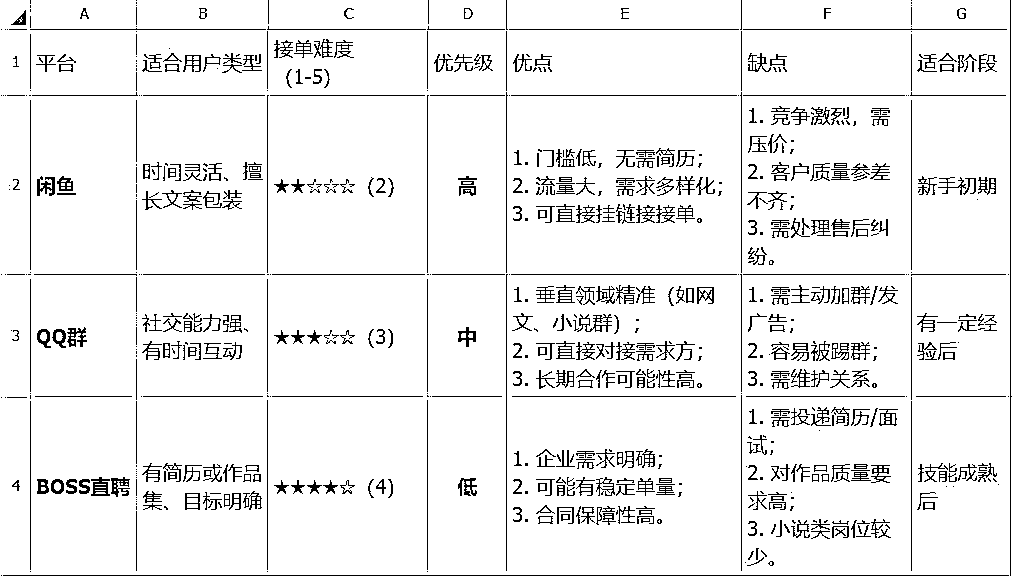 A B C D E F G
1 平台 适合用户类型 接单难度（1-5） 优先级 优点 缺点 适合阶段
2
闲鱼
时间灵活、擅
长文案包装
★★☆☆☆（2）
高
1. 门槛低，无需简历；
2. 流量大，需求多样化；
3. 可直接挂链接接单。
1. 竞争激烈，需
压价；
2. 客户质量参差
不齐；
3. 需处理售后纠
纷。
新手初期
3
QQ群
社交能力强、
有时间互动
★★★☆☆（3）
中
1. 垂直领域精准（如网
文、小说群）；
2. 可直接对接需求方；
3. 长期合作可能性高。
1. 需主动加群/发
广告；
2. 容易被踢群；
3. 需维护关系。
有一定经
验后
4
BOSS直聘
有简历或作品
集、目标明确
★★★★☆（4）
低
1. 企业需求明确；
2. 可能有稳定单量；
3. 合同保障性高。
1. 需投递简历/面
试；
2. 对作品质量要
求高；
3. 小说类岗位较
少。
技能成熟
后